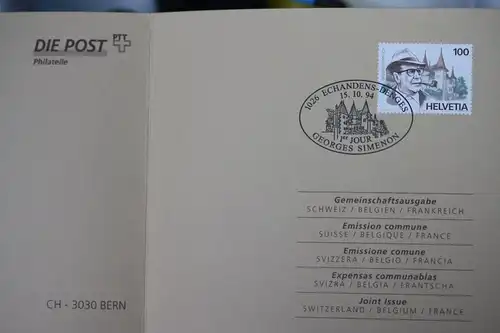 DIE POST PTT
Philatelie
100
HELVETIA
1026 ECHANDENS-DENGES
15. 10. 94
1er JOUR
GEORGES SIMENON
Gemeinschaftsausgabe
SCHWEIZ / BELGIEN / FRANKREICH
Emission commune
SUISSE / BELGIQUE / FRANCE
Emissione comune
SVIZZERA / BELGIO / FRANCIA
Expensas communablas
SVIZRA / BELGIA / FRANTSCHA
Joint Issue
SWITZERLAND / BELGIUM / FRANCE
CH - 3030 BERN